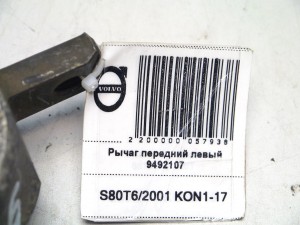 VOLVO
2 200000 057938
Рычаг передний левый
9492107
S80T6/2001 KON1-17